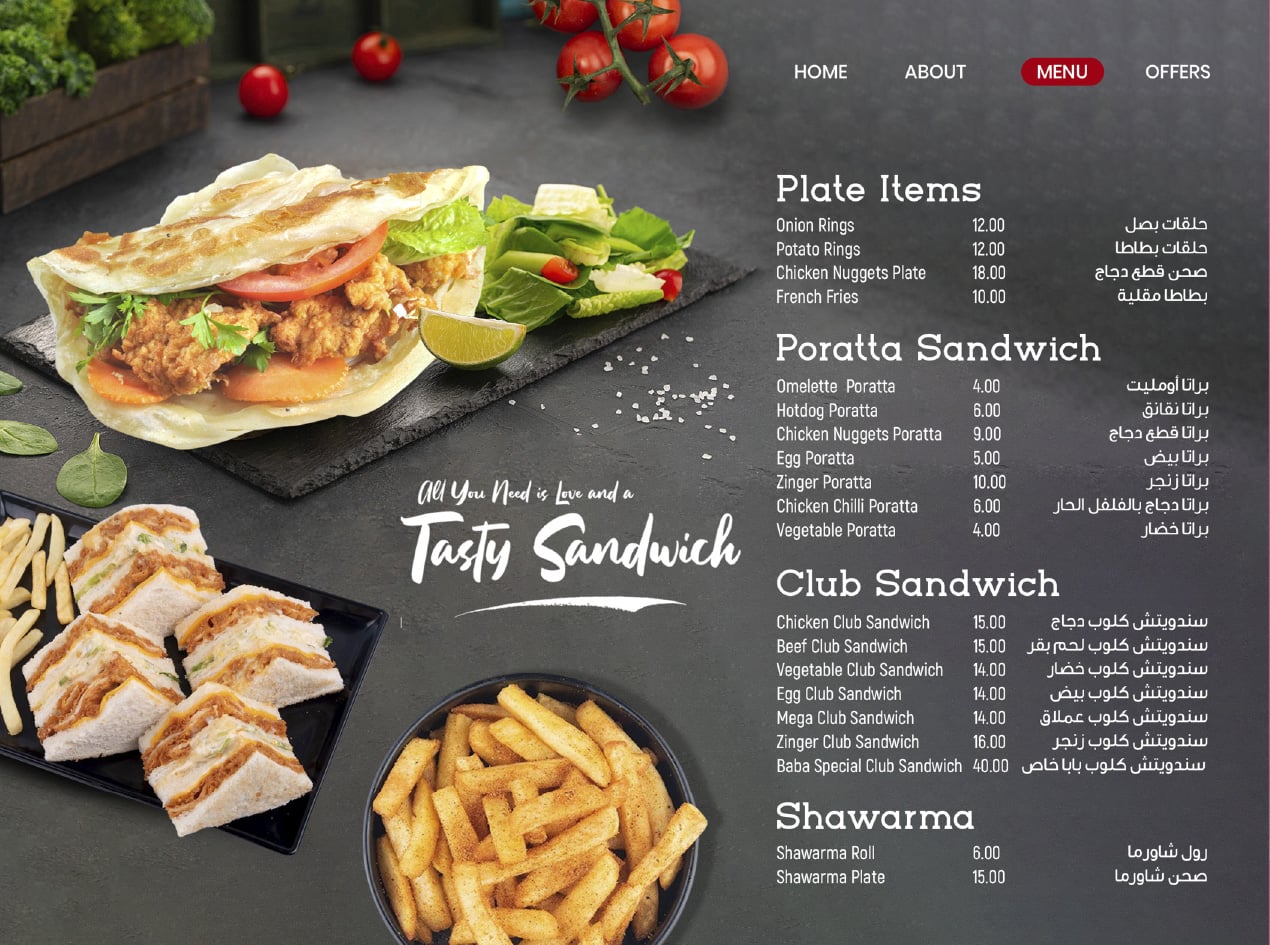 HOME ABOUT MENU OFFERS
All You Need is Love and a
Tasty Sandwich
Plate Items
Onion Rings 12.00 حلقات بصل
Potato Rings 12.00 حلقات بطاطا
Chicken Nuggets Plate 18.00 صحن قطع دجاج
French Fries 10.00 بطاطا مقلية
Poratta Sandwich
Omelette Poratta 4.00 براتا أومليت
Hotdog Poratta 6.00 براتا نقانق
Chicken Nuggets Poratta 9.00 براتا قطع دجاج
Egg Poratta 5.00 براتا بيض
Zinger Poratta 10.00 براتا زنجر
Chicken Chilli Poratta 6.00 براتا دجاج بالفلفل الحار
Vegetable Poratta 4.00 براتا خضار
Club Sandwich
Chicken Club Sandwich 15.00 سندويتش كلوب دجاج
Beef Club Sandwich 15.00 سندويتش كلوب لحم بقر
Vegetable Club Sandwich 14.00 سندويتش كلوب خضار
Egg Club Sandwich 14.00 سندويتش كلوب بيض
Mega Club Sandwich 14.00 سندويتش كلوب عملاق
Zinger Club Sandwich 16.00 سندويتش كلوب زنجر
Baba Special Club Sandwich 40.00 سندويتش كلوب بابا خاص
Shawarma
Shawarma Roll 6.00 رول شاورما
Shawarma Plate 15.00 صحن شاورما